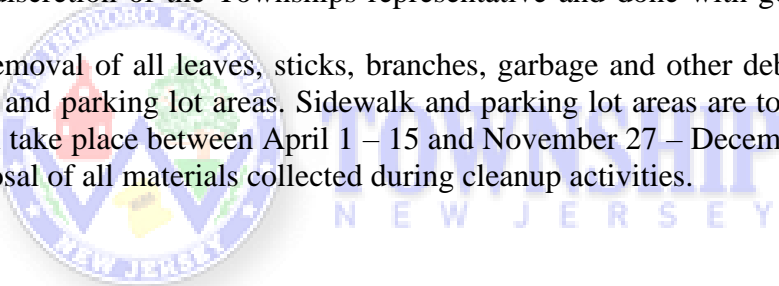 discretion of the Townships representative and done with
emoval of all leaves, sticks, branches, garbage and other deb
and parking lot areas. Sidewalk and parking lot areas are to
take place between April 1 – 15 and November 27 – Decem
osal of all materials collected during cleanup activities.
TOWNSHIP
NEW JERSEY
NEW JERSEY